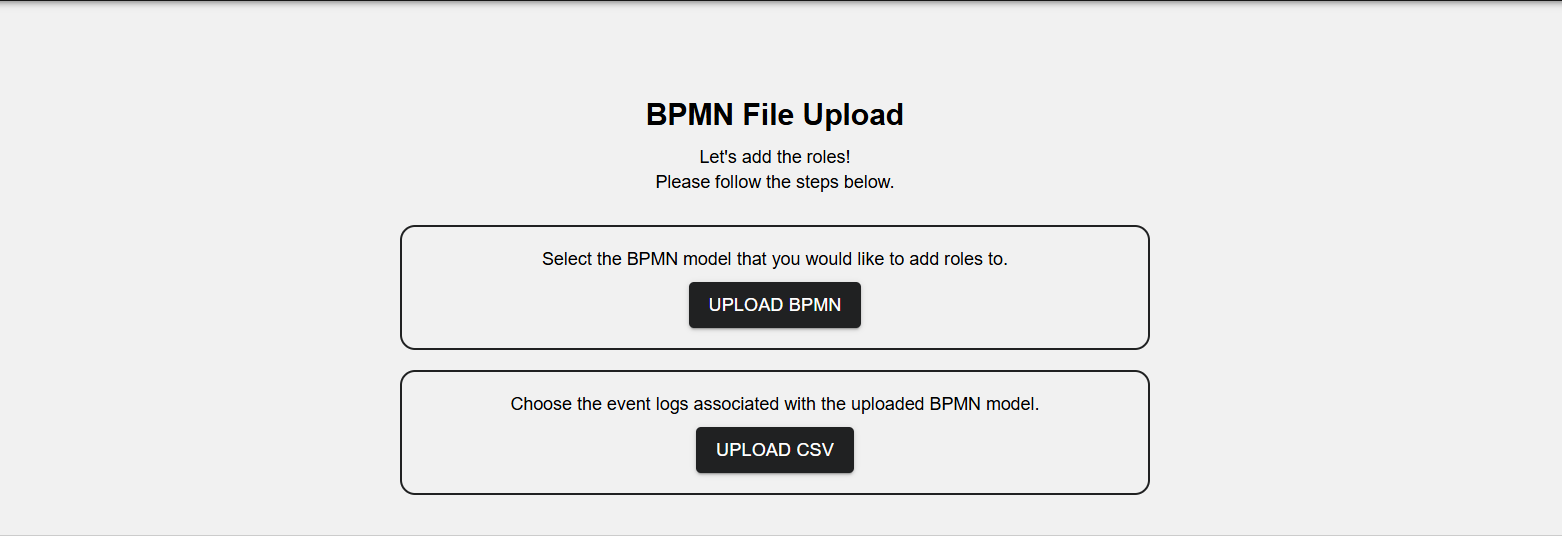 BPMN File Upload
Let's add the roles!
Please follow the steps below.
Select the BPMN model that you would like to add roles to.
UPLOAD BPMN
Choose the event logs associated with the uploaded BPMN model.
UPLOAD CSV